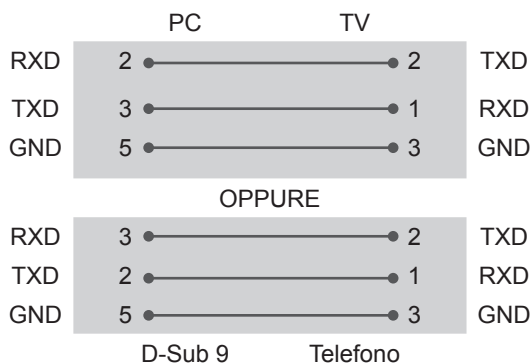 PC TV
RXD 2 2 TXD
TXD 3 1 RXD
GND 5 3 GND
OPPURE
RXD 3 2 TXD
TXD 2 1 RXD
GND 5 3 GND
D-Sub 9 Telefono